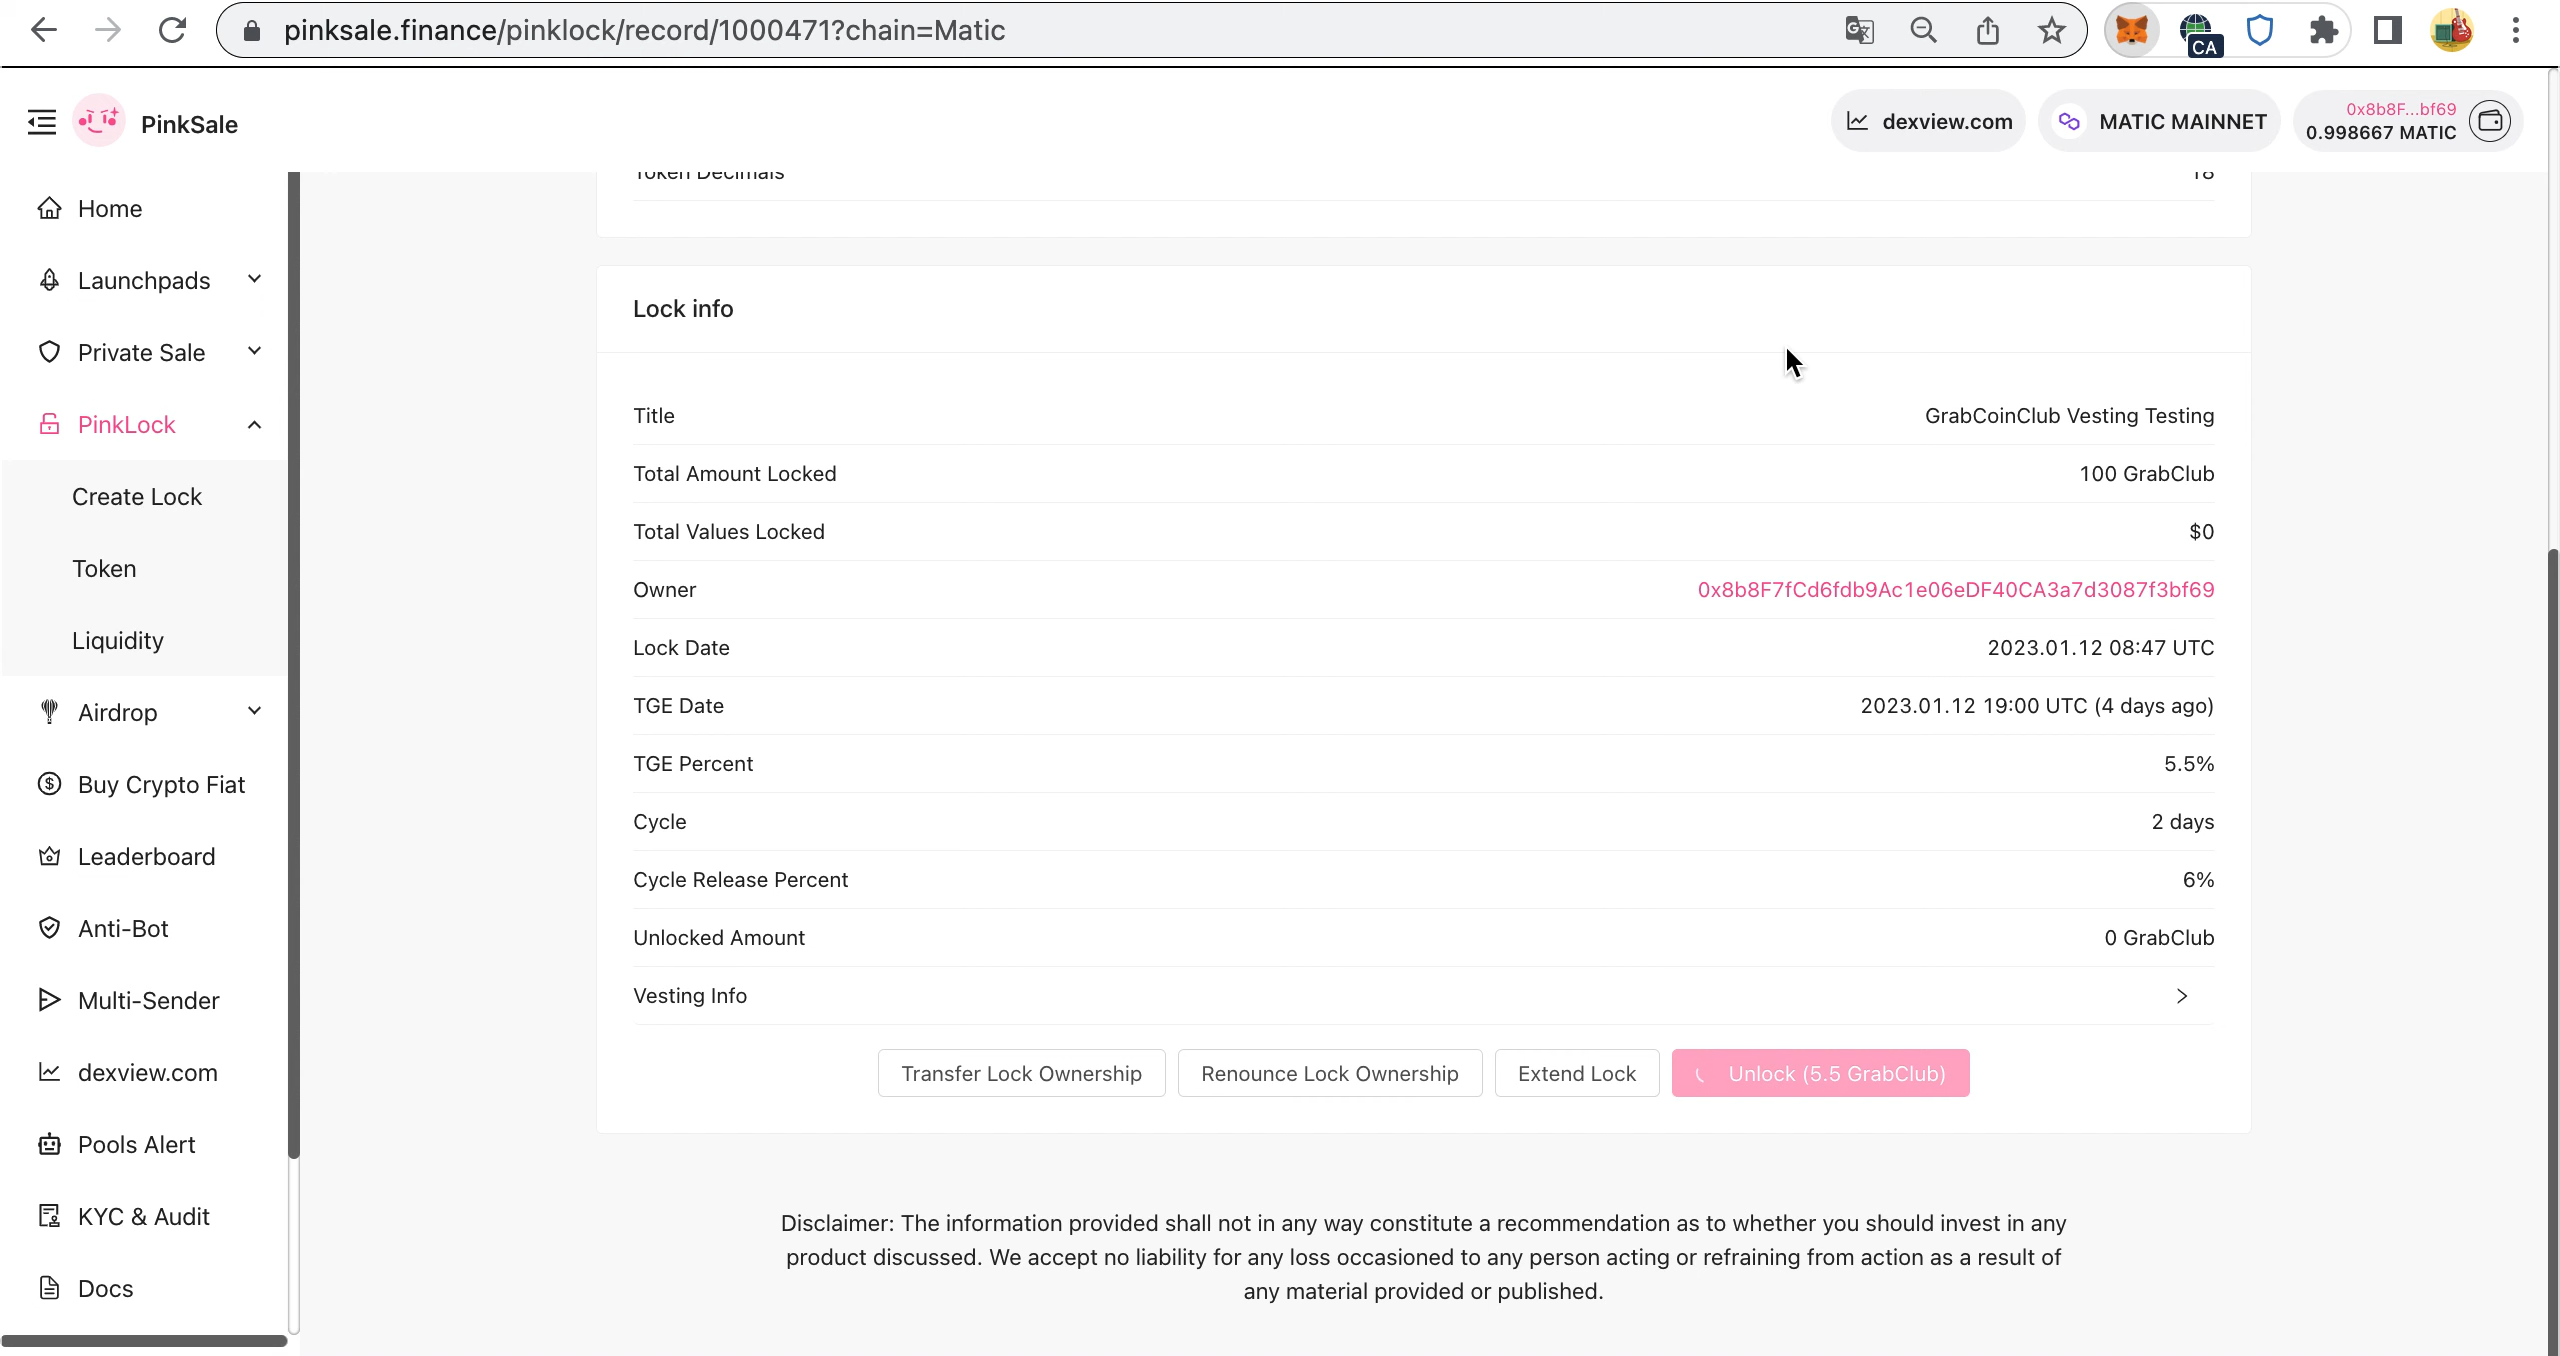 pinksale.finance/pinklock/record/1000471?chain=Matic
CA
PinkSale
dexview.com
MATIC MAINNET
0x8b8F...bf69
0.998667 MATIC
Home
Launchpads
Private Sale
PinkLock
Create Lock
Token
Liquidity
Airdrop
Buy Crypto Fiat
Leaderboard
Anti-Bot
Multi-Sender
dexview.com
Pools Alert
KYC & Audit
Docs
Token Decimals 18
Lock info
Title GrabCoinClub Vesting Testing
Total Amount Locked 100 GrabClub
Total Values Locked $0
Owner 0x8b8F7fCd6fdb9Ac1e06eDF40CA3a7d3087f3bf69
Lock Date 2023.01.12 08:47 UTC
TGE Date 2023.01.12 19:00 UTC (4 days ago)
TGE Percent 5.5%
Cycle 2 days
Cycle Release Percent 6%
Unlocked Amount 0 GrabClub
Vesting Info
Transfer Lock Ownership Renounce Lock Ownership Extend Lock Unlock (5.5 GrabClub)
Disclaimer: The information provided shall not in any way constitute a recommendation as to whether you should invest in any
product discussed. We accept no liability for any loss occasioned to any person acting or refraining from action as a result of
any material provided or published.